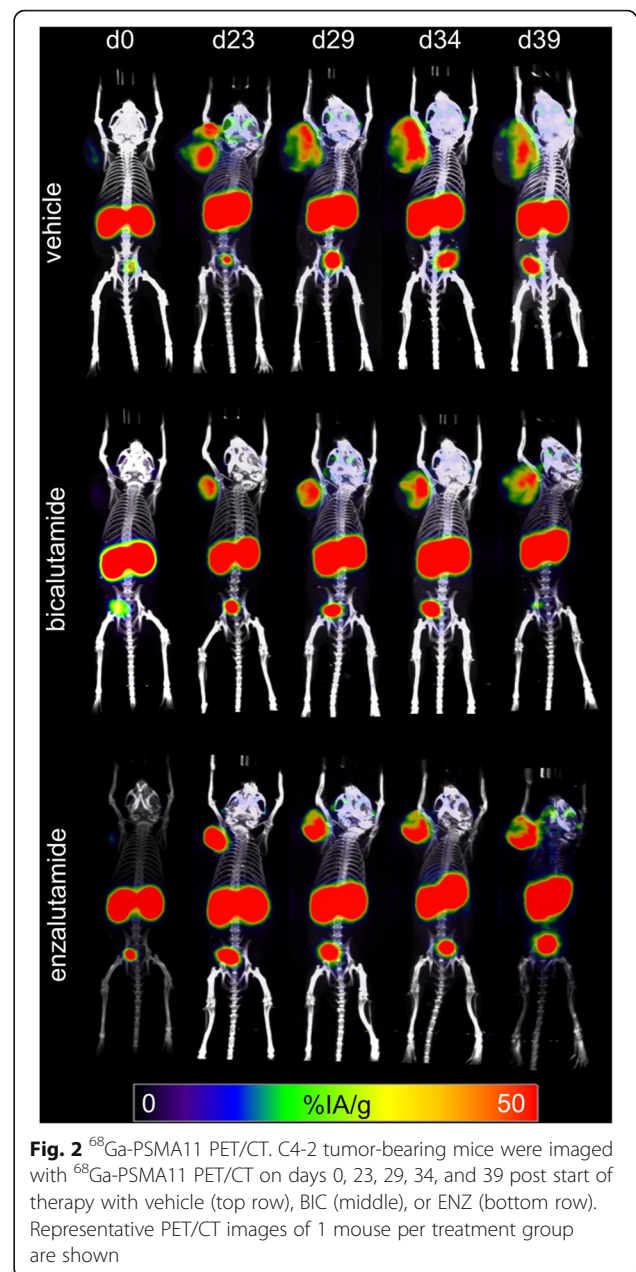 d0 d23 d29 d34 d39
vehicle
bicalutamide
enzalutamide
0 %IA/g 50
Fig. 2 ⁶⁸Ga-PSMA11 PET/CT. C4-2 tumor-bearing mice were imaged
with ⁶⁸Ga-PSMA11 PET/CT on days 0, 23, 29, 34, and 39 post start of
therapy with vehicle (top row), BIC (middle), or ENZ (bottom row).
Representative PET/CT images of 1 mouse per treatment group
are shown